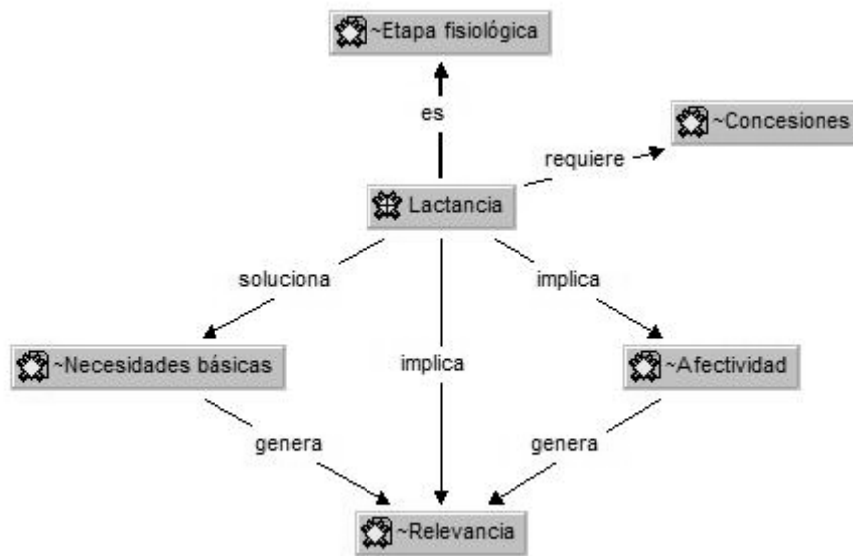 ~Etapa fisiológica
es
~Concesiones
requiere
Lactancia
soluciona
implica
~Necesidades básicas
implica
~Afectividad
genera
genera
~Relevancia